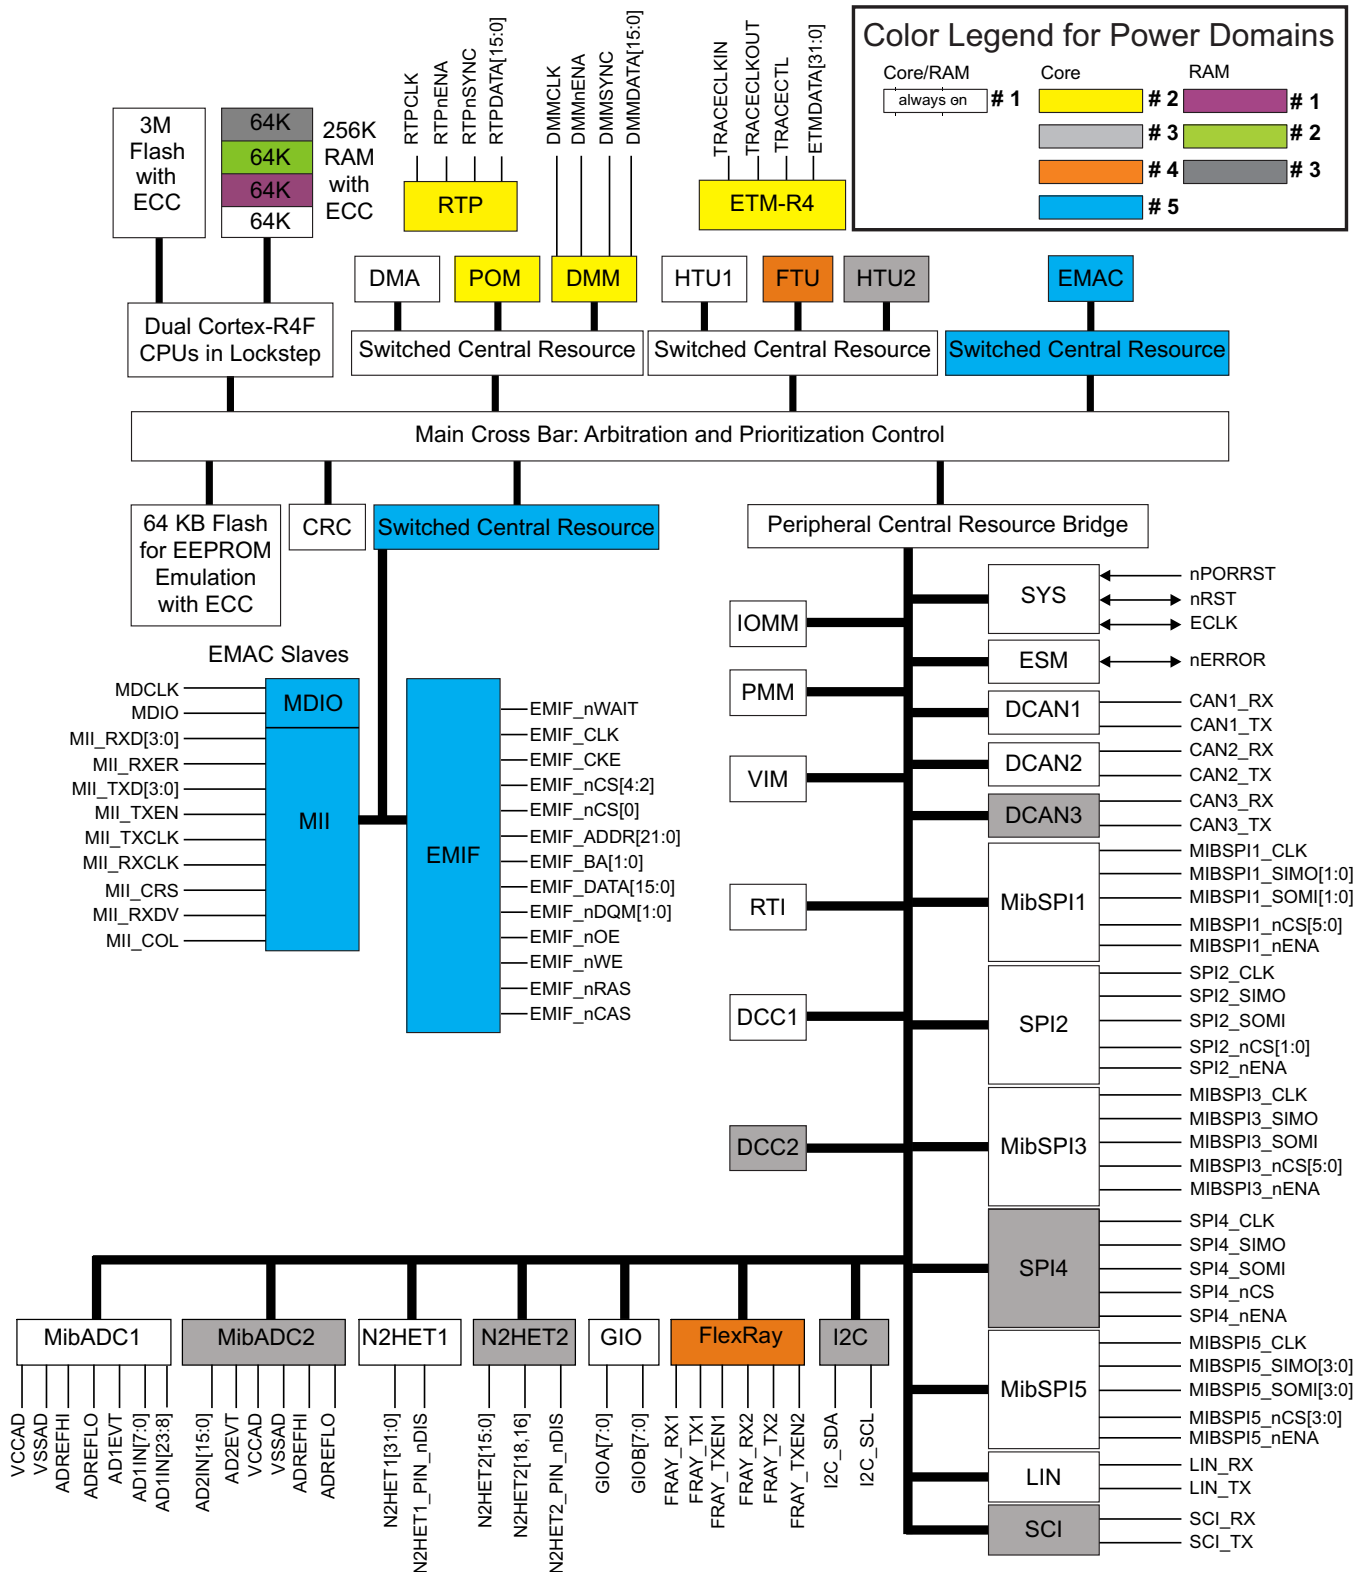 Color Legend for Power Domains
Core/RAM
Core
RAM
always on
# 1
# 2
# 1
# 3
# 2
# 4
# 3
# 5
3M
Flash
with
ECC
64K
64K
64K
64K
256K
RAM
with
ECC
RTPCLK
RTPnENA
RTPnSYNC
RTPDATA[15:0]
RTP
DMMCLK
DMMnENA
DMMSYNC
DMMDATA[15:0]
TRACECLKIN
TRACECLKOUT
TRACECTL
ETMDATA[31:0]
ETM-R4
DMA
POM
DMM
HTU1
FTU
HTU2
EMAC
Dual Cortex-R4F
CPUs in Lockstep
Switched Central Resource
Switched Central Resource
Switched Central Resource
Main Cross Bar: Arbitration and Prioritization Control
64 KB Flash
for EEPROM
Emulation
with ECC
CRC
Switched Central Resource
Peripheral Central Resource Bridge
EMAC Slaves
MDCLK
MDIO
MII_RXD[3:0]
MII_RXER
MII_TXD[3:0]
MII_TXEN
MII_TXCLK
MII_RXCLK
MII_CRS
MII_RXDV
MII_COL
MDIO
MII
EMIF
EMIF_nWAIT
EMIF_CLK
EMIF_CKE
EMIF_nCS[4:2]
EMIF_nCS[0]
EMIF_ADDR[21:0]
EMIF_BA[1:0]
EMIF_DATA[15:0]
EMIF_nDQM[1:0]
EMIF_nOE
EMIF_nWE
EMIF_nRAS
EMIF_nCAS
IOMM
PMM
VIM
RTI
DCC1
DCC2
SYS
nPORRST
nRST
ECLK
ESM
nERROR
DCAN1
CAN1_RX
CAN1_TX
DCAN2
CAN2_RX
CAN2_TX
DCAN3
CAN3_RX
CAN3_TX
MibSPI1
MIBSPI1_CLK
MIBSPI1_SIMO[1:0]
MIBSPI1_SOMI[1:0]
MIBSPI1_nCS[5:0]
MIBSPI1_nENA
SPI2
SPI2_CLK
SPI2_SIMO
SPI2_SOMI
SPI2_nCS[1:0]
SPI2_nENA
MibSPI3
MIBSPI3_CLK
MIBSPI3_SIMO
MIBSPI3_SOMI
MIBSPI3_nCS[5:0]
MIBSPI3_nENA
SPI4
SPI4_CLK
SPI4_SIMO
SPI4_SOMI
SPI4_nCS
SPI4_nENA
MibSPI5
MIBSPI5_CLK
MIBSPI5_SIMO[3:0]
MIBSPI5_SOMI[3:0]
MIBSPI5_nCS[3:0]
MIBSPI5_nENA
LIN
LIN_RX
LIN_TX
SCI
SCI_RX
SCI_TX
MibADC1
MibADC2
N2HET1
N2HET2
GIO
FlexRay
I2C
VCCAD
VSSAD
ADREFHI
ADREFLO
AD1EVT
AD1IN[7:0]
AD1IN[23:8]
AD2IN[15:0]
AD2EVT
VCCAD
VSSAD
ADREFHI
ADREFLO
N2HET1[31:0]
N2HET1_PIN_nDIS
N2HET2[15:0]
N2HET2[18,16]
N2HET2_PIN_nDIS
GIOA[7:0]
GIOB[7:0]
FRAY_RX1
FRAY_TX1
FRAY_TXEN1
FRAY_RX2
FRAY_TX2
FRAY_TXEN2
I2C_SDA
I2C_SCL